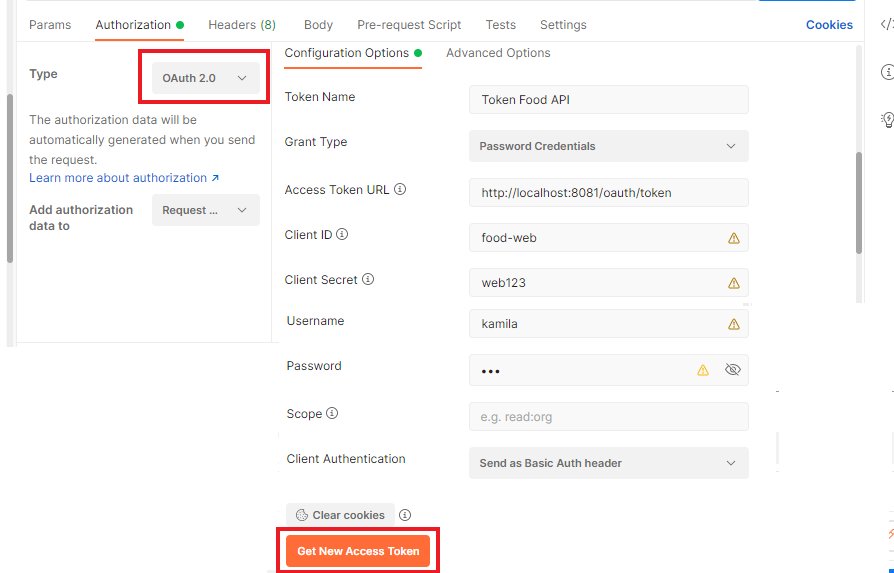 Params Authorization Headers (8) Body Pre-request Script Tests Settings Cookies
Type
OAuth 2.0
The authorization data will be
automatically generated when you send
the request.
Learn more about authorization ↗
Add authorization
data to
Request ...
Configuration Options Advanced Options
Token Name
Token Food API
Grant Type
Password Credentials
Access Token URL
http://localhost:8081/oauth/token
Client ID
food-web
Client Secret
web123
Username
kamila
Password
•••
Scope
e.g. read:org
Client Authentication
Send as Basic Auth header
Clear cookies
Get New Access Token